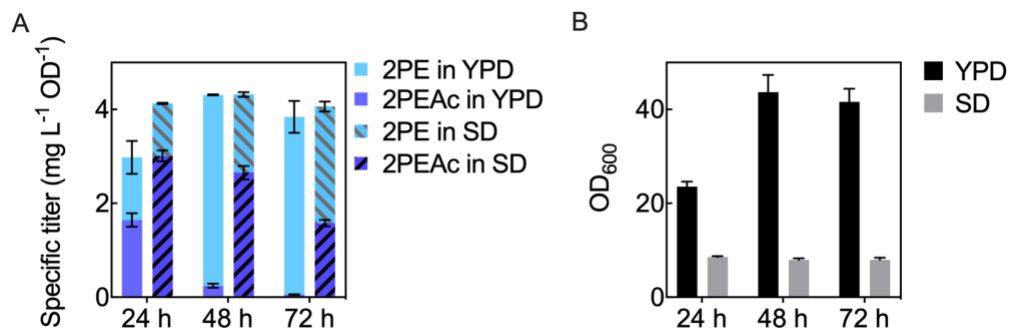 A
Specific titer (mg L⁻¹ OD⁻¹)
4
2
0
24 h 48 h 72 h
2PE in YPD
2PEAc in YPD
2PE in SD
2PEAc in SD
B
OD₆₀₀
40
20
0
24 h 48 h 72 h
YPD
SD